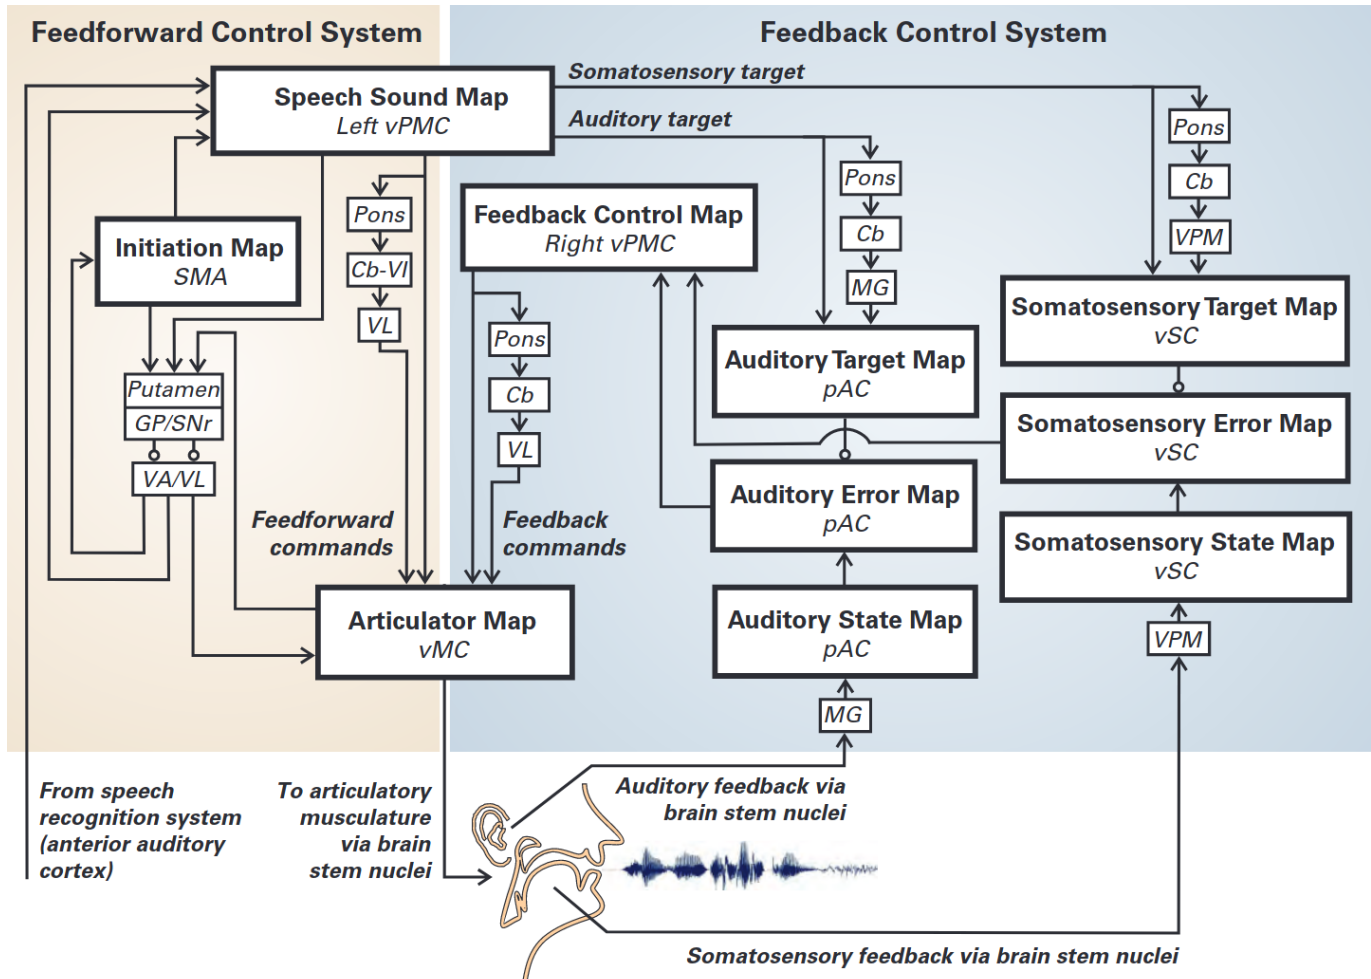 Feedforward Control System
Feedback Control System
Speech Sound Map
Left vPMC
Somatosensory target
Auditory target
Pons
Cb
VPM
Pons
Cb
MG
Pons
Cb-VI
VL
Initiation Map
SMA
Feedback Control Map
Right vPMC
Pons
Cb
VL
Somatosensory Target Map
vSC
Auditory Target Map
pAC
Putamen
GP/SNr
VA/VL
Somatosensory Error Map
vSC
Auditory Error Map
pAC
Feedforward
commands
Feedback
commands
Somatosensory State Map
vSC
Articulator Map
vMC
Auditory State Map
pAC
VPM
MG
From speech
recognition system
(anterior auditory
cortex)
To articulatory
musculature
via brain
stem nuclei
Auditory feedback via
brain stem nuclei
Somatosensory feedback via brain stem nuclei